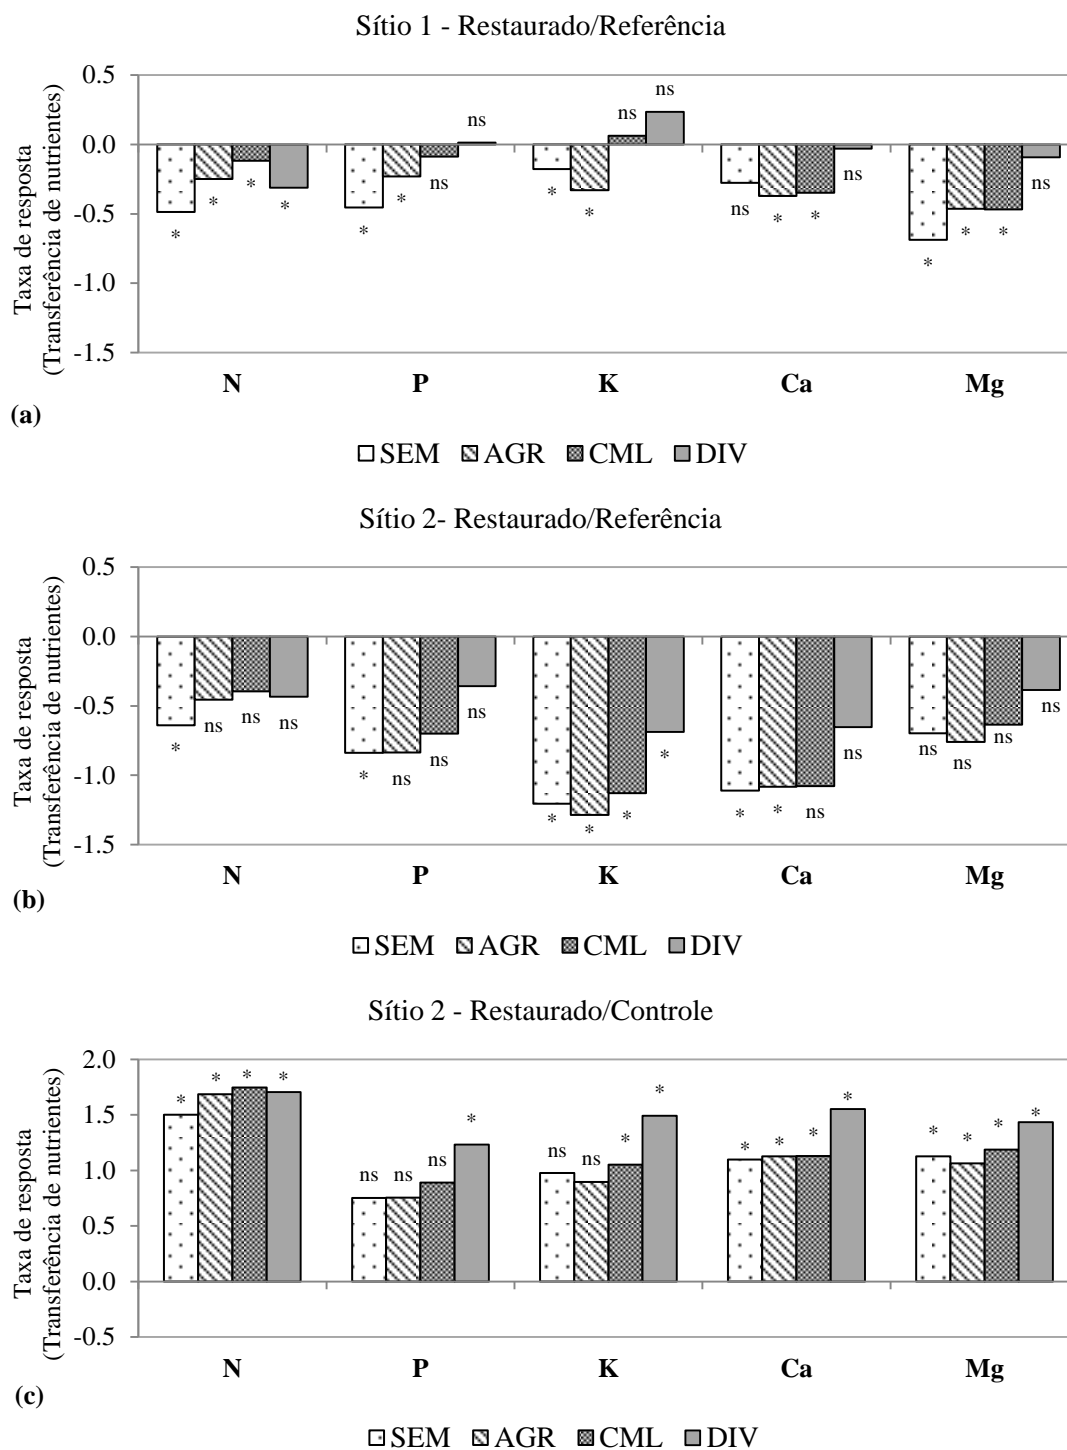 Sítio 1 - Restaurado/Referência
Taxa de resposta
(Transferência de nutrientes)
0.5
0.0
-0.5
-1.0
-1.5
* * * *
* * ns ns
* * ns ns
ns * * ns
* * * ns
N P K Ca Mg
(a)
SEM AGR CML DIV
Sítio 2- Restaurado/Referência
Taxa de resposta
(Transferência de nutrientes)
0.5
0.0
-0.5
-1.0
-1.5
* ns ns ns
* ns ns ns
* * * *
* * ns ns
ns ns ns ns
N P K Ca Mg
(b)
SEM AGR CML DIV
Sítio 2 - Restaurado/Controle
Taxa de resposta
(Transferência de nutrientes)
2.0
1.5
1.0
0.5
0.0
-0.5
* * * *
ns ns ns *
ns ns * *
* * * *
* * * *
N P K Ca Mg
(c)
SEM AGR CML DIV